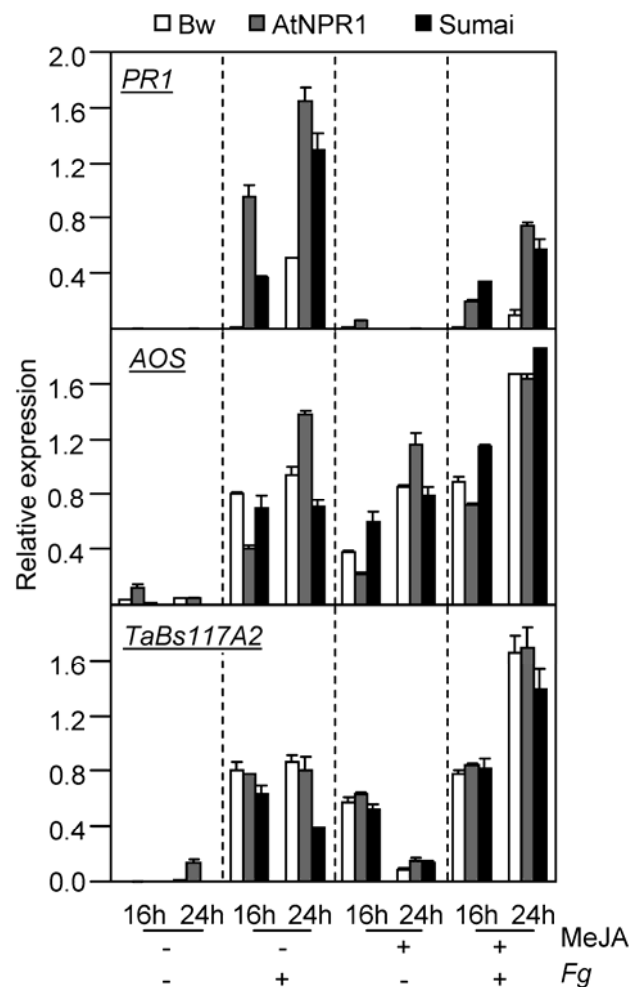 Bw AtNPR1 Sumai
2.0
PR1
1.6
1.2
0.8
0.4
AOS
1.6
1.2
0.8
0.4
Relative expression
TaBs117A2
1.6
1.2
0.8
0.4
0.0
16h 24h 16h 24h 16h 24h 16h 24h
- - + + MeJA
- + - + Fg